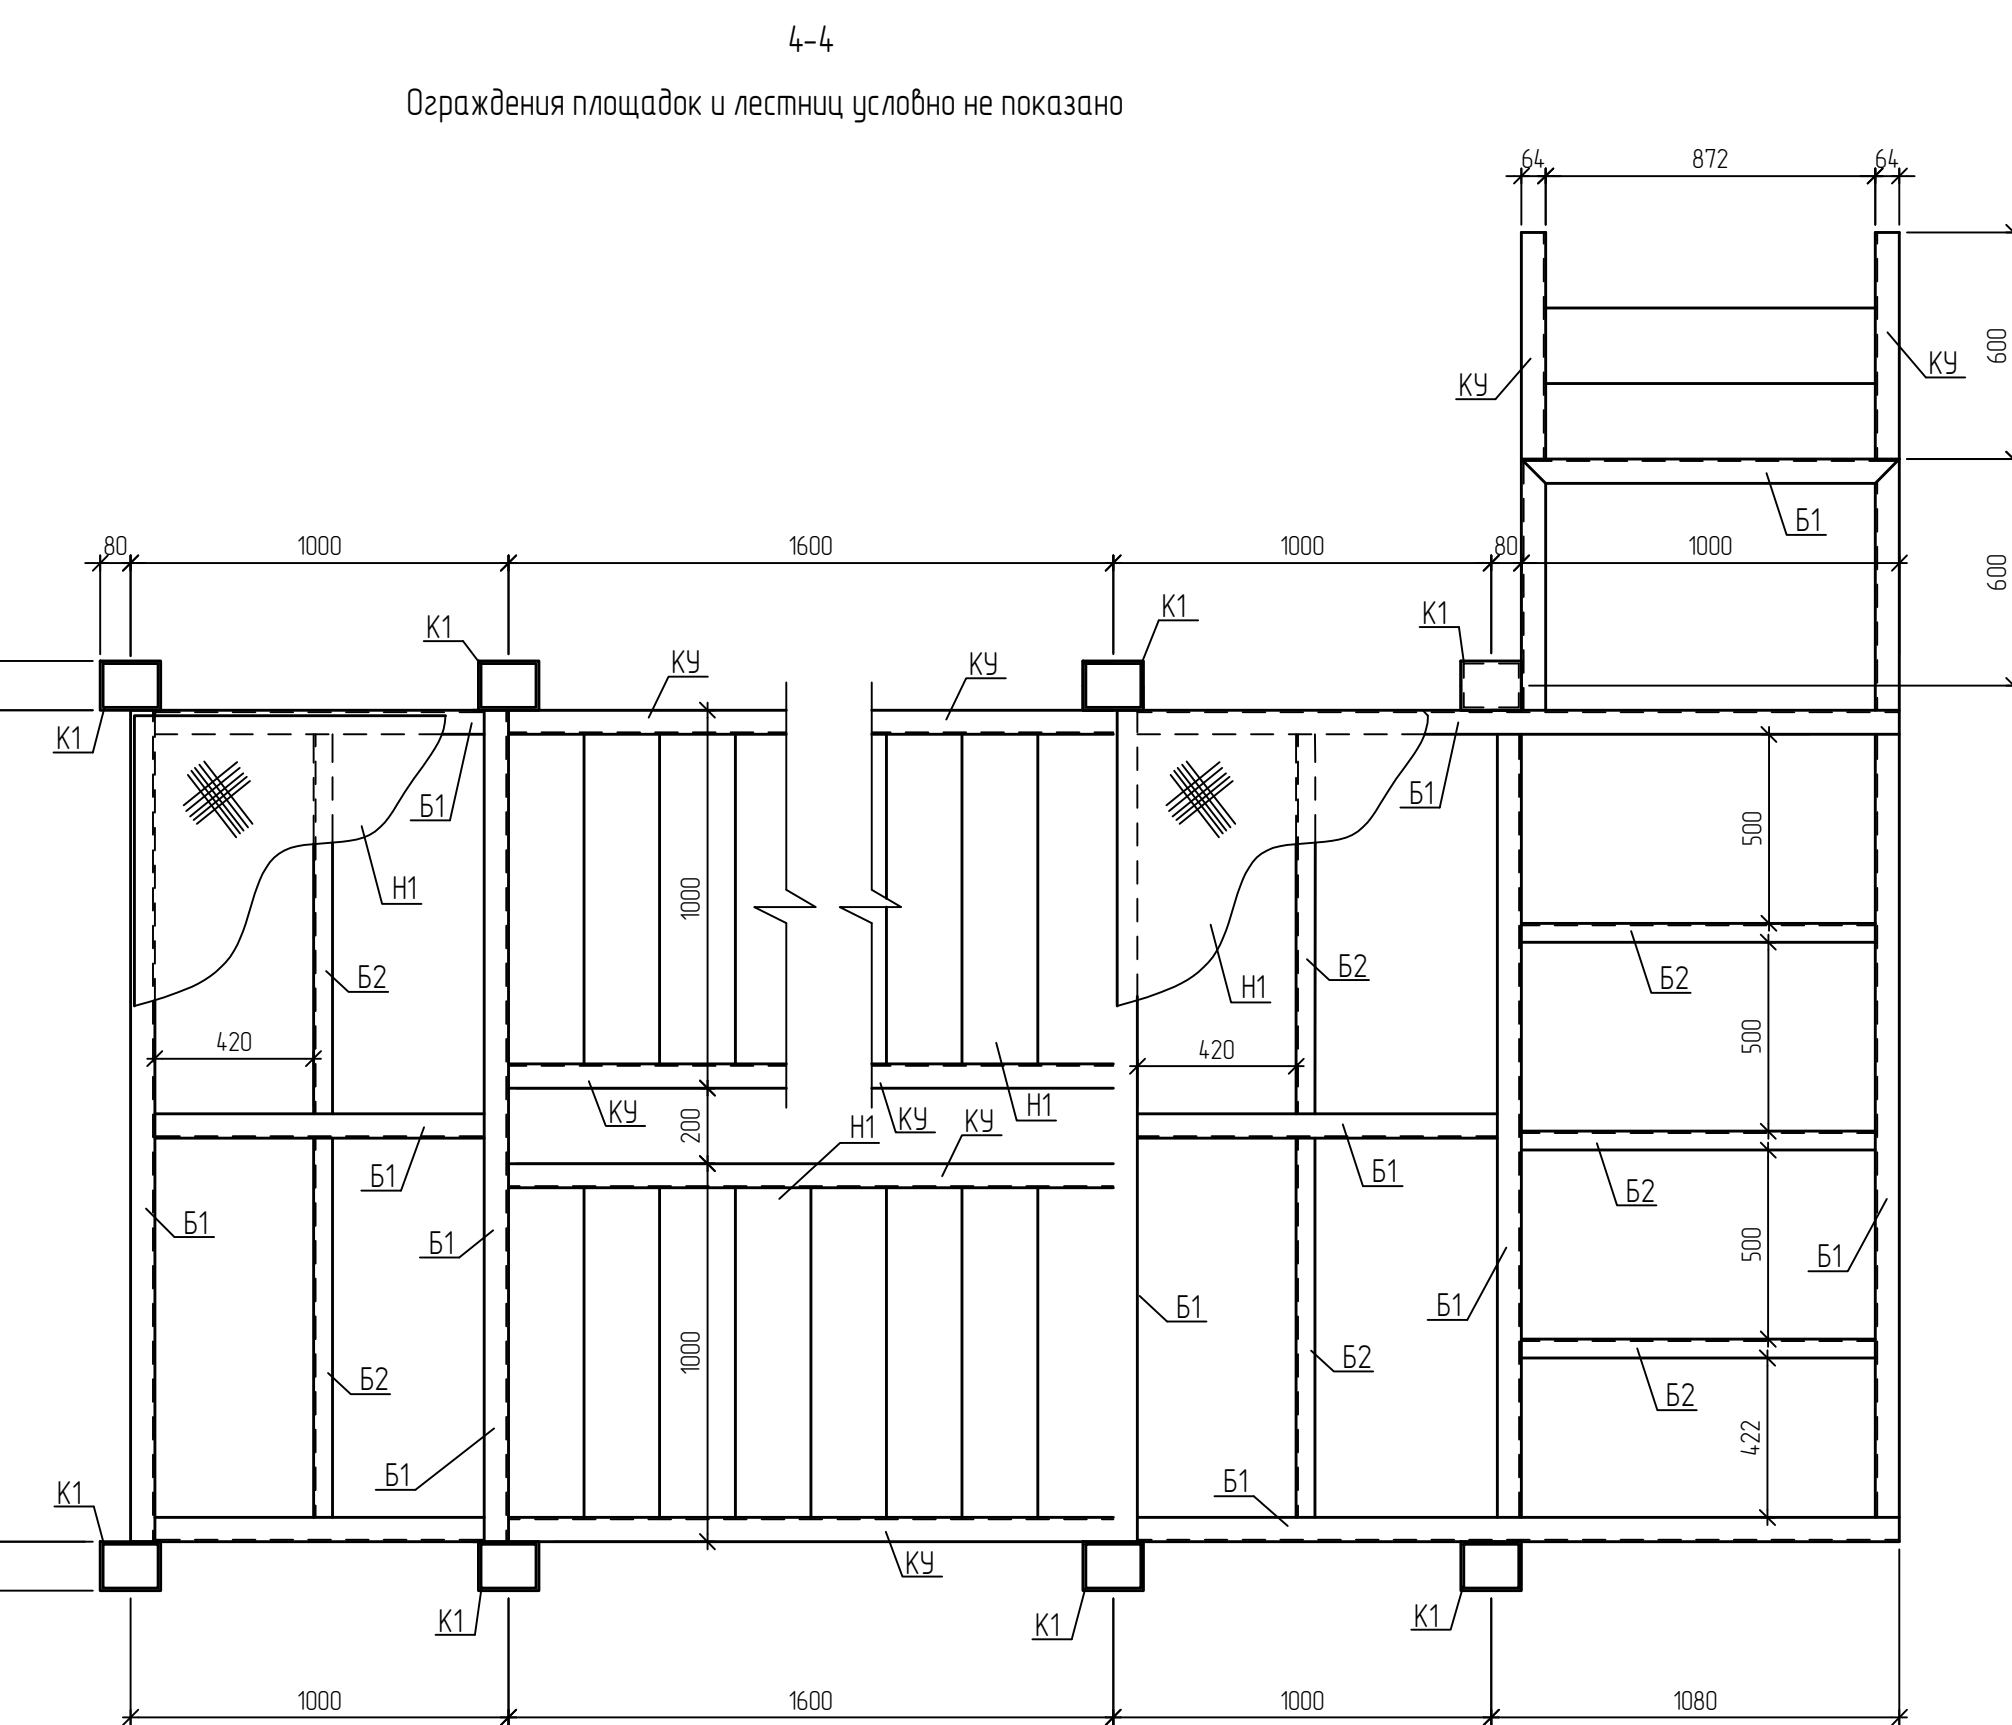 4-4
Ограждения площадок и лестниц условно не показано
64
872
64
600
КУ
КУ
Б1
80
1000
1600
1000
80
1000
600
К1
К1
К1
КУ
КУ
К1
Б1
Б1
500
Н1
1000
Б2
Б2
Н1
Б2
420
420
500
КУ
200
КУ
КУ
Н1
Н1
Б1
Б1
Б2
Б1
Б1
500
Б1
Б1
Б1
1000
Б2
Б2
Б2
422
Б1
Б1
К1
КУ
К1
К1
К1
1000
1600
1000
1080